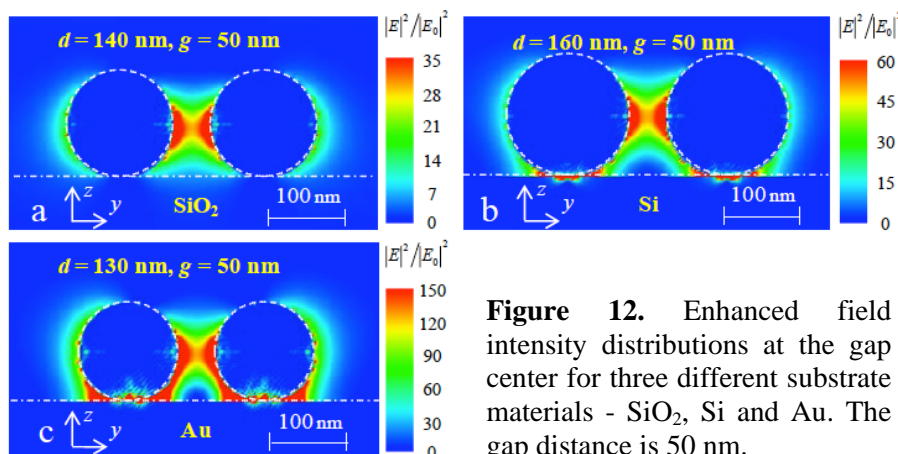 |E|²/|E₀|²
d = 140 nm, g = 50 nm
35
28
21
14
7
0
z
y
a
SiO₂
100 nm
|E|²/|E₀|²
d = 160 nm, g = 50 nm
60
45
30
15
0
z
y
b
Si
100 nm
|E|²/|E₀|²
d = 130 nm, g = 50 nm
150
120
90
60
30
0
z
y
c
Au
100 nm
Figure 12. Enhanced field
intensity distributions at the gap
center for three different substrate
materials - SiO₂, Si and Au. The
gap distance is 50 nm.